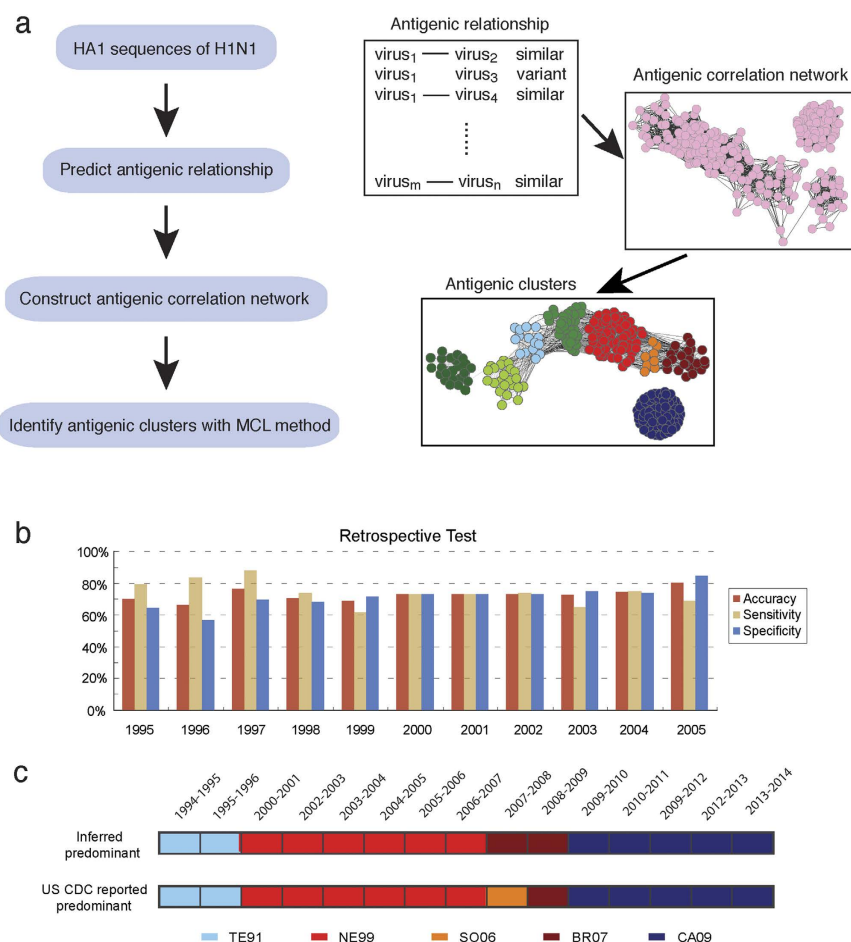 a
HA1 sequences of H1N1
Predict antigenic relationship
Construct antigenic correlation network
Identify antigenic clusters with MCL method
Antigenic relationship
virus1 — virus2 similar
virus1 virus3 variant
virus1 — virus4 similar
virusm — virusn similar
Antigenic correlation network
Antigenic clusters
b
Retrospective Test
100%
80%
60%
40%
20%
0%
1995 1996 1997 1998 1999 2000 2001 2002 2003 2004 2005
Accuracy
Sensitivity
Specificity
c
1994-1995 1995-1996 2000-2001 2002-2003 2003-2004 2004-2005 2005-2006 2006-2007 2007-2008 2008-2009 2009-2010 2010-2011 2009-2012 2012-2013 2013-2014
Inferred
predominant
US CDC reported
predominant
TE91 NE99 SO06 BR07 CA09